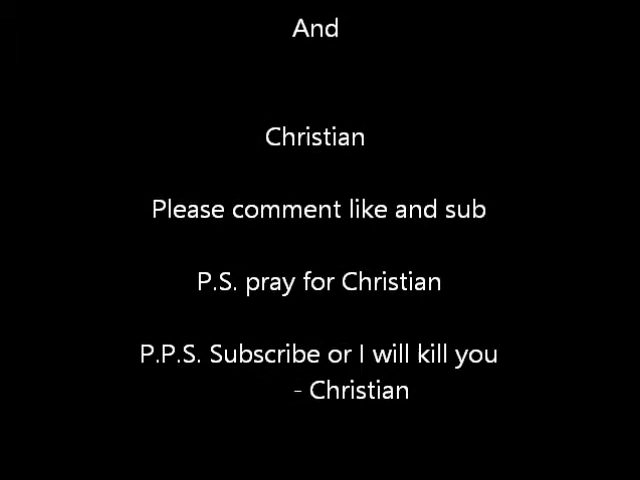 And
Christian
Please comment like and sub
P.S. pray for Christian
P.P.S. Subscribe or I will kill you
- Christian